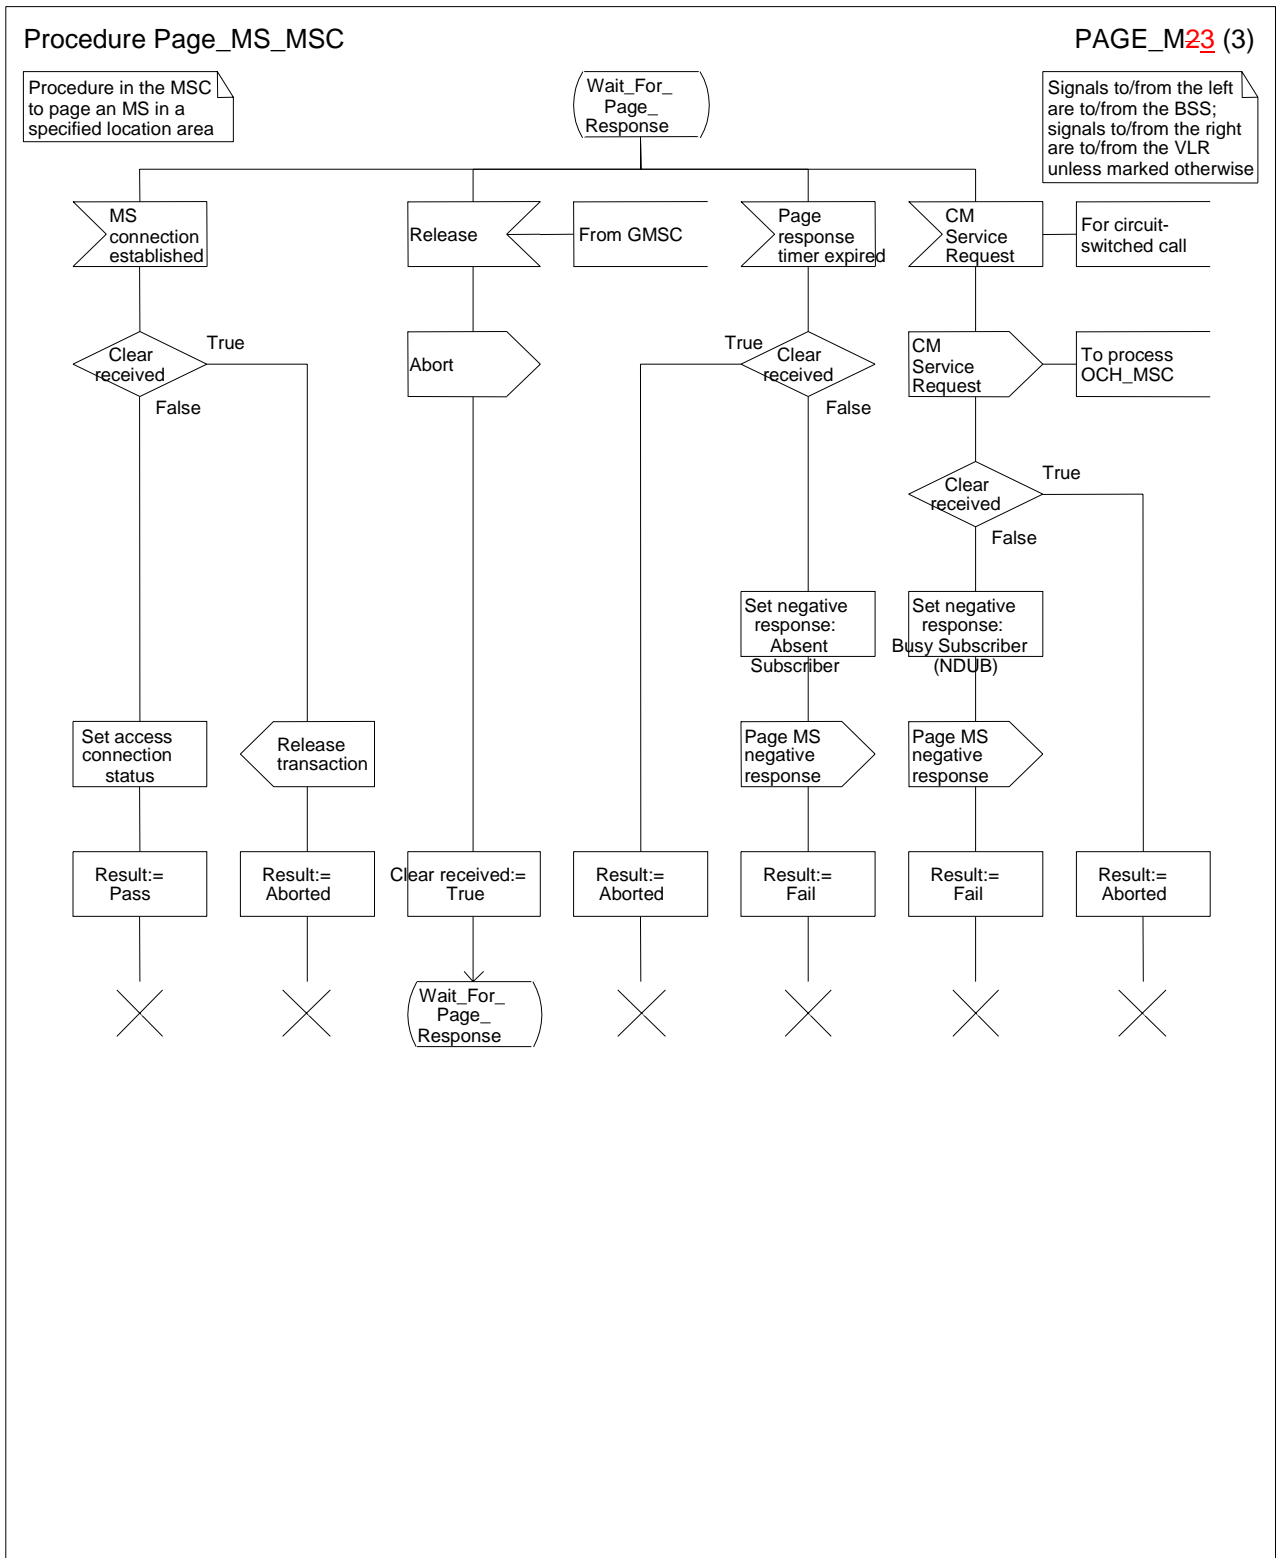 Procedure Page_MS_MSC
PAGE_M23 (3)
Procedure in the MSC
to page an MS in a
specified location area
Wait_For_
Page_
Response
Signals to/from the left
are to/from the BSS;
signals to/from the right
are to/from the VLR
unless marked otherwise
MS
connection
established
Release
From GMSC
Page
response
timer expired
CM
Service
Request
For circuit-
switched call
Clear
received
True
False
Abort
True
Clear
received
False
CM
Service
Request
To process
OCH_MSC
Clear
received
True
False
Set negative
response:
Absent
Subscriber
Set negative
response:
Busy Subscriber
(NDUB)
Set access
connection
status
Release
transaction
Page MS
negative
response
Page MS
negative
response
Result:=
Pass
Result:=
Aborted
Clear received:=
True
Result:=
Aborted
Result:=
Fail
Result:=
Fail
Result:=
Aborted
Wait_For_
Page_
Response